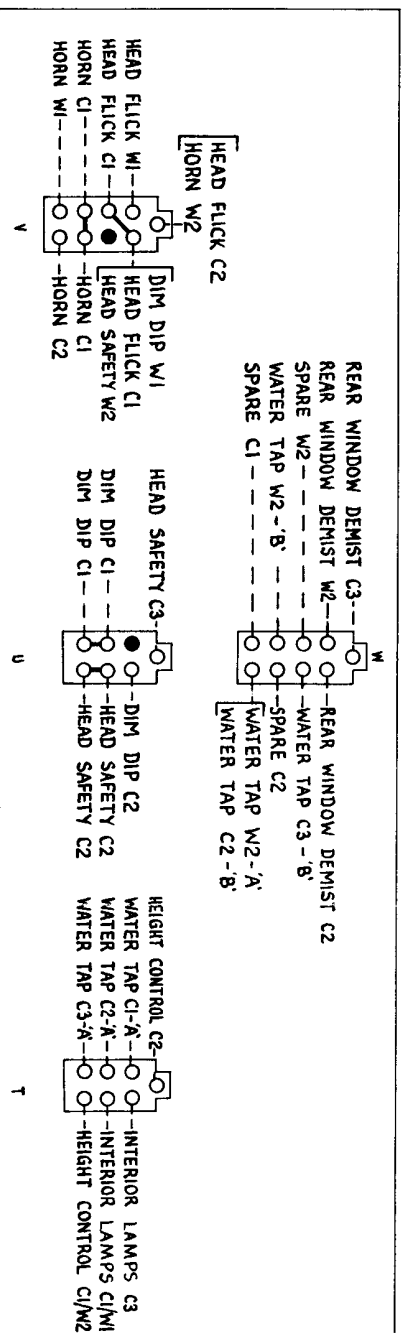 HEAD FLICK C2
HORN W2
HEAD FLICK W1
HEAD FLICK C1
HORN C1
HORN W1
DIM DIP W1
HEAD FLICK C1
HEAD SAFETY W2
HORN C1
HORN C2
V
REAR WINDOW DEMIST C3
REAR WINDOW DEMIST W2
SPARE W2
WATER TAP W2-'B'
SPARE C1
W
REAR WINDOW DEMIST C2
WATER TAP C3-'B'
SPARE C2
WATER TAP W2-'A'
WATER TAP C2-'B'
HEAD SAFETY C3
DIM DIP C1
DIM DIP C1
DIM DIP C2
HEAD SAFETY C2
HEAD SAFETY C2
U
HEIGHT CONTROL C2
WATER TAP C1-'A'
WATER TAP C2-'A'
WATER TAP C3-'A'
INTERIOR LAMPS C3
INTERIOR LAMPS C1/W1
HEIGHT CONTROL C1/W2
T